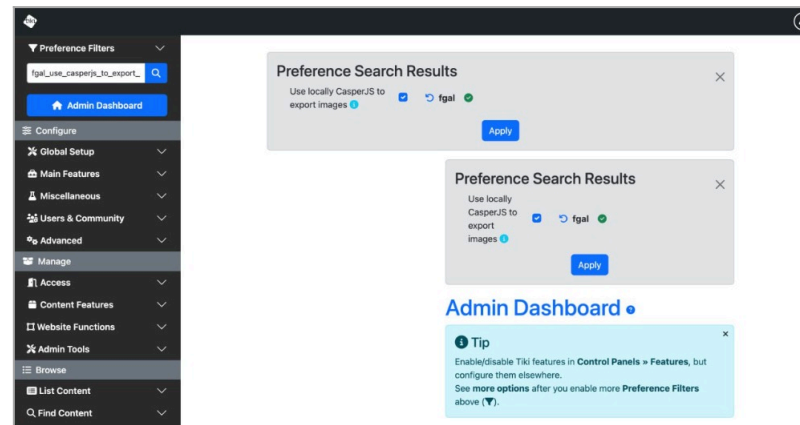 Preference Filters
fgal_use_casperjs_to_export_
Admin Dashboard
Configure
Global Setup
Main Features
Miscellaneous
Users & Community
Advanced
Manage
Access
Content Features
Website Functions
Admin Tools
Browse
List Content
Find Content
Preference Search Results
Use locally CasperJS to
export images
fgal
Apply
Preference Search Results
Use locally
CasperJS to
export
images
fgal
Apply
Admin Dashboard
Tip
Enable/disable Tiki features in Control Panels » Features, but
configure them elsewhere.
See more options after you enable more Preference Filters
above (▼).